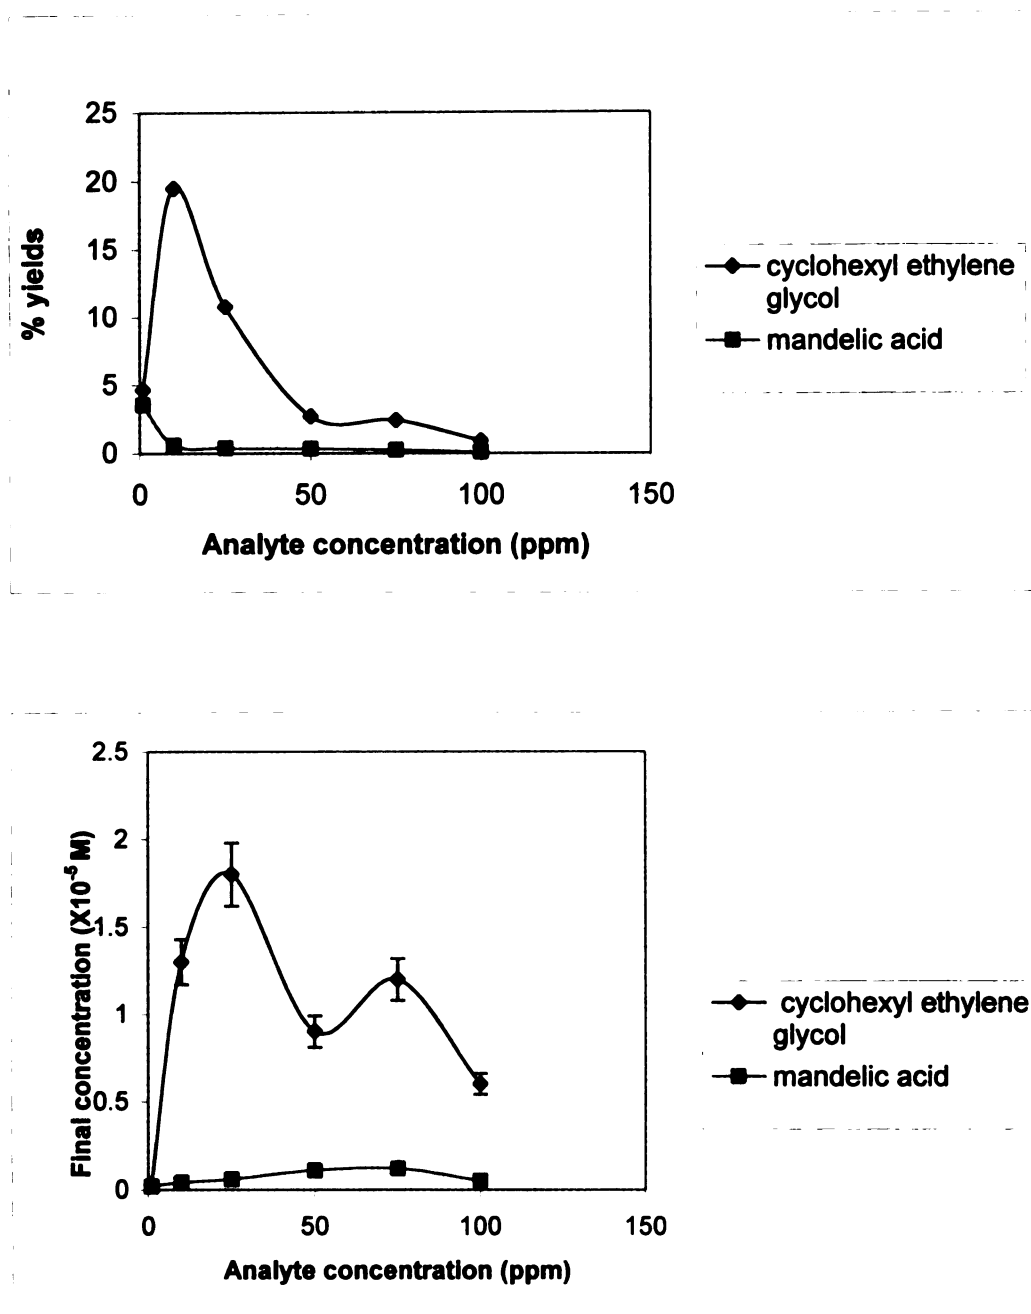 25
20
15
10
5
0
% yields
0 50 100 150
Analyte concentration (ppm)
cyclohexyl ethylene
glycol
mandelic acid
2.5
2
1.5
1
0.5
0
Final concentration (X10⁻⁵ M)
0 50 100 150
Analyte concentration (ppm)
cyclohexyl ethylene
glycol
mandelic acid